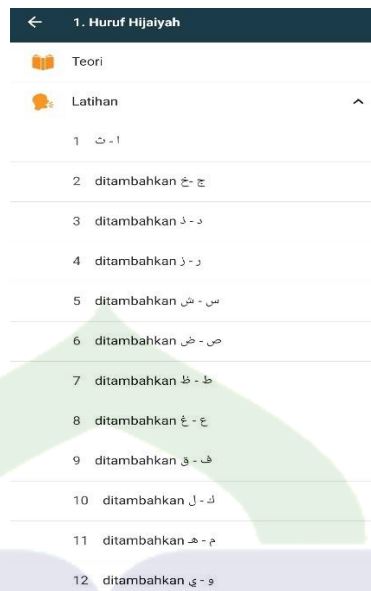 1. Huruf Hijaiyah
Teori
Latihan
1 ا - ث
2 ditambahkan ج - خ
3 ditambahkan د - ذ
4 ditambahkan ر - ز
5 ditambahkan س - ش
6 ditambahkan ص - ض
7 ditambahkan ط - ظ
8 ditambahkan ع - غ
9 ditambahkan ف - ق
10 ditambahkan ك - ل
11 ditambahkan م - هـ
12 ditambahkan و - ي